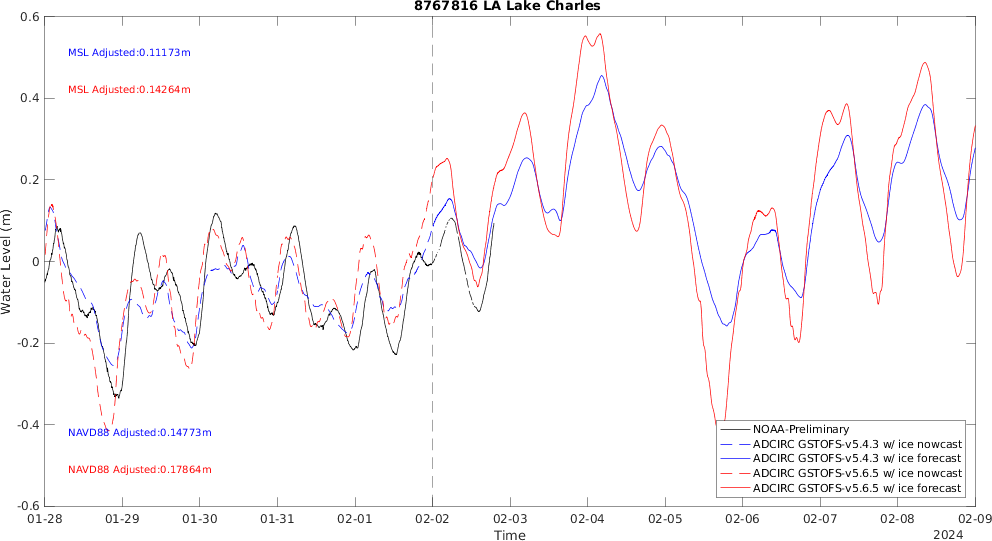 8767816 LA Lake Charles
0.6
0.4
0.2
0
-0.2
-0.4
-0.6
Water Level (m)
MSL Adjusted:0.11173m
MSL Adjusted:0.14264m
NAVD88 Adjusted:0.14773m
NAVD88 Adjusted:0.17864m
NOAA-Preliminary
ADCIRC GSTOFS-v5.4.3 w/ ice nowcast
ADCIRC GSTOFS-v5.4.3 w/ ice forecast
ADCIRC GSTOFS-v5.6.5 w/ ice nowcast
ADCIRC GSTOFS-v5.6.5 w/ ice forecast
01-28 01-29 01-30 01-31 02-01 02-02 02-03 02-04 02-05 02-06 02-07 02-08 02-09
Time
2024